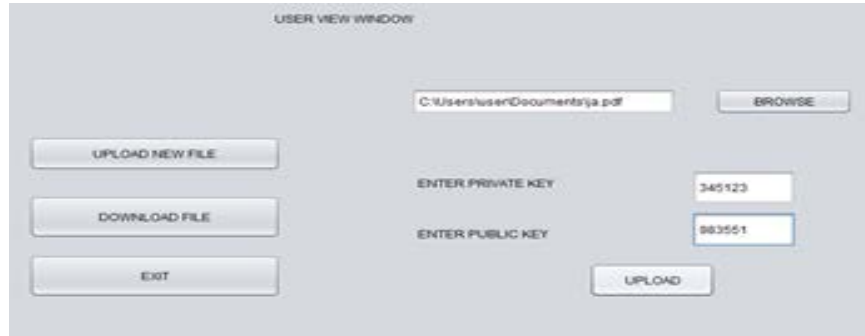 USER VIEW WINDOW
C:\Users\user\Documents\ja.pdf
BROWSE
UPLOAD NEW FILE
ENTER PRIVATE KEY
345123
DOWNLOAD FILE
ENTER PUBLIC KEY
983551
EXIT
UPLOAD